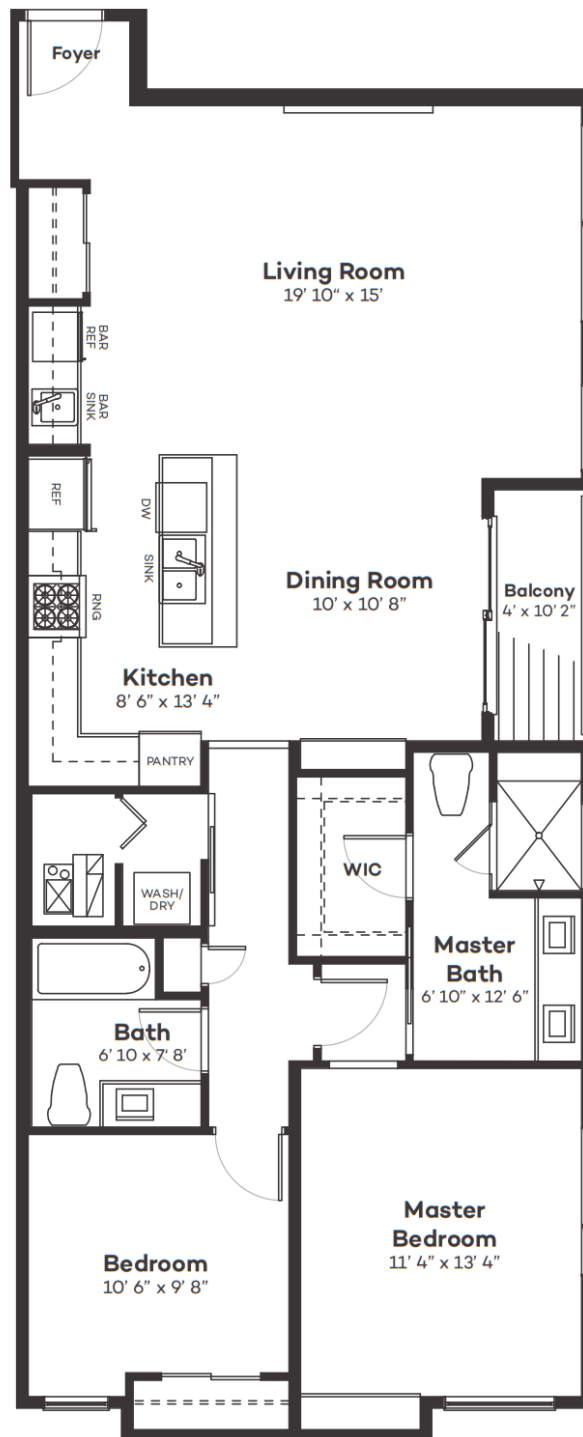 Foyer
Living Room
19' 10“ x 15'
BAR
REF
BAR
SINK
REF
DW
SINK
RNG
Dining Room
10' x 10' 8”
Balcony
4' x 10' 2”
Kitchen
8' 6” x 13' 4”
PANTRY
WIC
WASH/
DRY
Master
Bath
6' 10” x 12' 6”
Bath
6' 10 x 7' 8'
Master
Bedroom
11' 4” x 13' 4”
Bedroom
10' 6” x 9' 8”